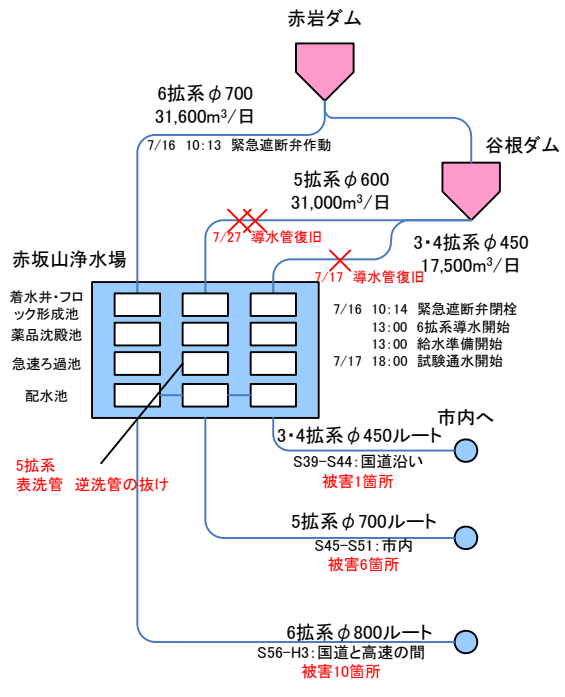 赤岩ダム
6拡系φ700
31,600m³/日
7/16 10:13 緊急遮断弁作動
谷根ダム
5拡系φ600
31,000m³/日
7/27 導水管復旧
3・4拡系φ450
17,500m³/日
7/17 導水管復旧
赤坂山浄水場
着水井・フロ
ック形成池
薬品沈殿池
急速ろ過池
配水池
7/16 10:14 緊急遮断弁閉栓
13:00 6拡系導水開始
13:00 給水準備開始
7/17 18:00 試験通水開始
市内へ
3・4拡系φ450ルート
S39-S44:国道沿い
被害1箇所
5拡系
表洗管 逆洗管の抜け
5拡系φ700ルート
S45-S51:市内
被害6箇所
6拡系φ800ルート
S56-H3:国道と高速の間
被害10箇所